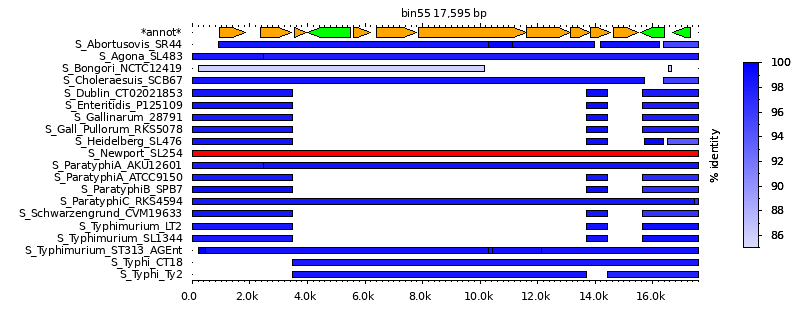 bin55 17,595 bp
*annot*
S_Abortusovis_SR44
S_Agona_SL483
S_Bongori_NCTC12419
S_Choleraesuis_SCB67
S_Dublin_CT02021853
S_Enteritidis_P125109
S_Gallinarum_28791
S_Gall_Pullorum_RKS5078
S_Heidelberg_SL476
S_Newport_SL254
S_ParatyphiA_AKU12601
S_ParatyphiA_ATCC9150
S_ParatyphiB_SPB7
S_ParatyphiC_RKS4594
S_Schwarzengrund_CVM19633
S_Typhimurium_LT2
S_Typhimurium_SL1344
S_Typhimurium_ST313_AGEnt
S_Typhi_CT18
S_Typhi_Ty2
0.0 2.0k 4.0k 6.0k 8.0k 10.0k 12.0k 14.0k 16.0k
% identity
100
98
96
94
92
90
88
86